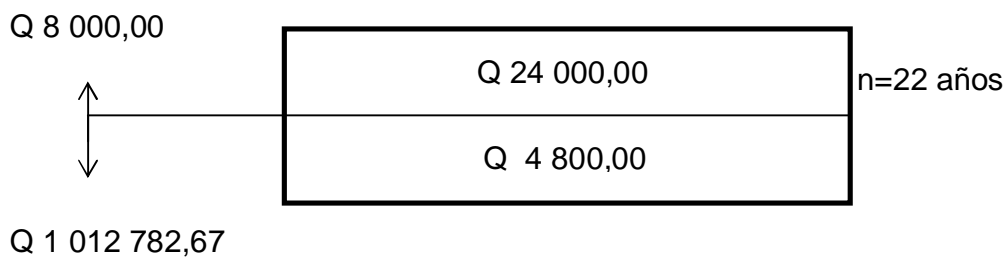 Q 8 000,00
Q 24 000,00
n=22 años
Q 4 800,00
Q 1 012 782,67